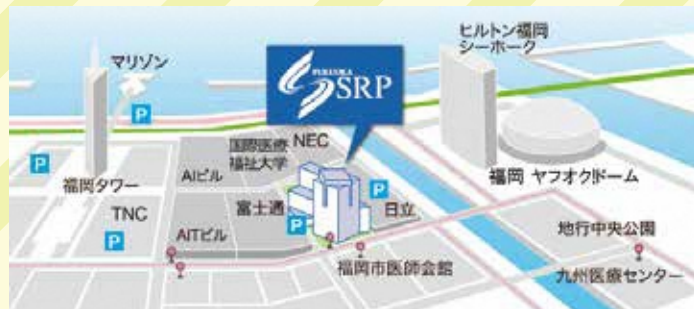 ヒルトン福岡
シーホーク
マリゾン
FUKUOKA
SRP
P
国際医療
福祉大学
NEC
P
福岡タワー
AIビル
P
福岡 ヤフオク!ドーム
TNC
富士通
P
日立
P
AITビル
地行中央公園
福岡市医師会館
九州医療センター